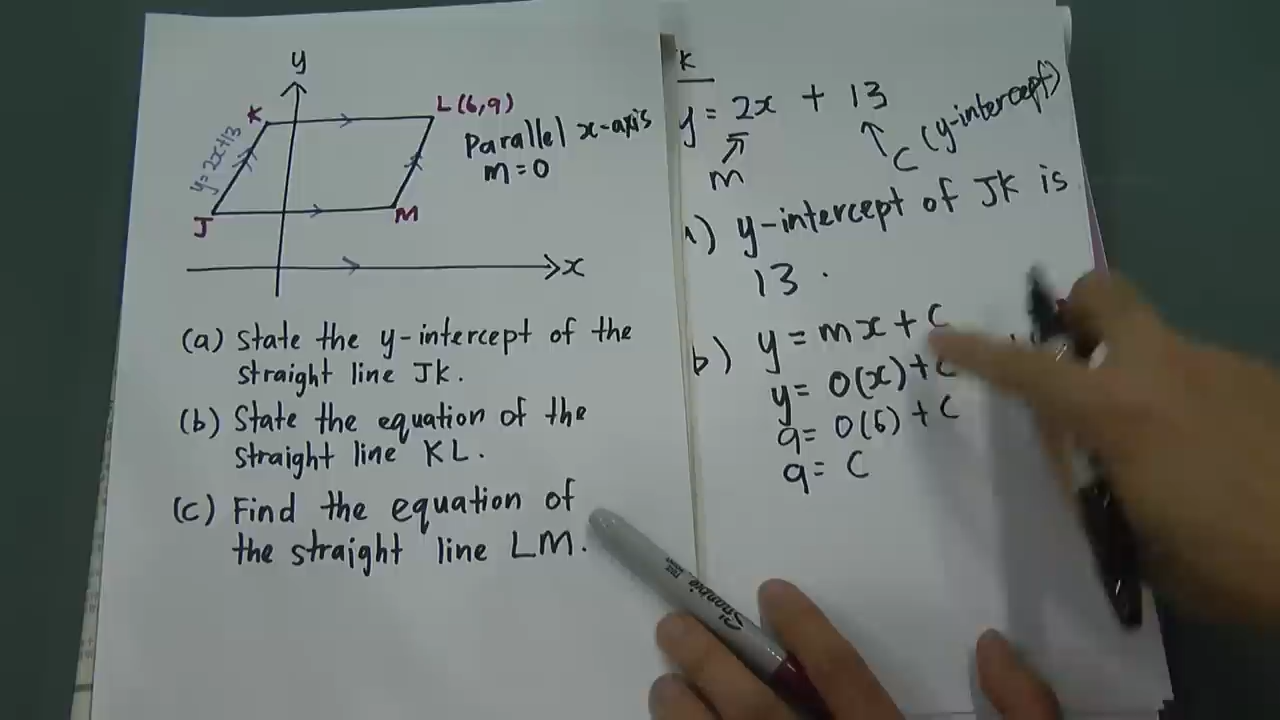 y
K
L(6,9)
y=2x+13
Parallel x-axis
m=0
J
M
x
(a) State the y-intercept of the
straight line JK.
(b) State the equation of the
straight line KL.
(c) Find the equation of
the straight line LM.
Sharpie
K
y = 2x + 13
m
C (y-intercept)
y-intercept of JK is
13.
b) y = mx + C
y = 0(x) + C
9 = 0(6) + C
9 = C